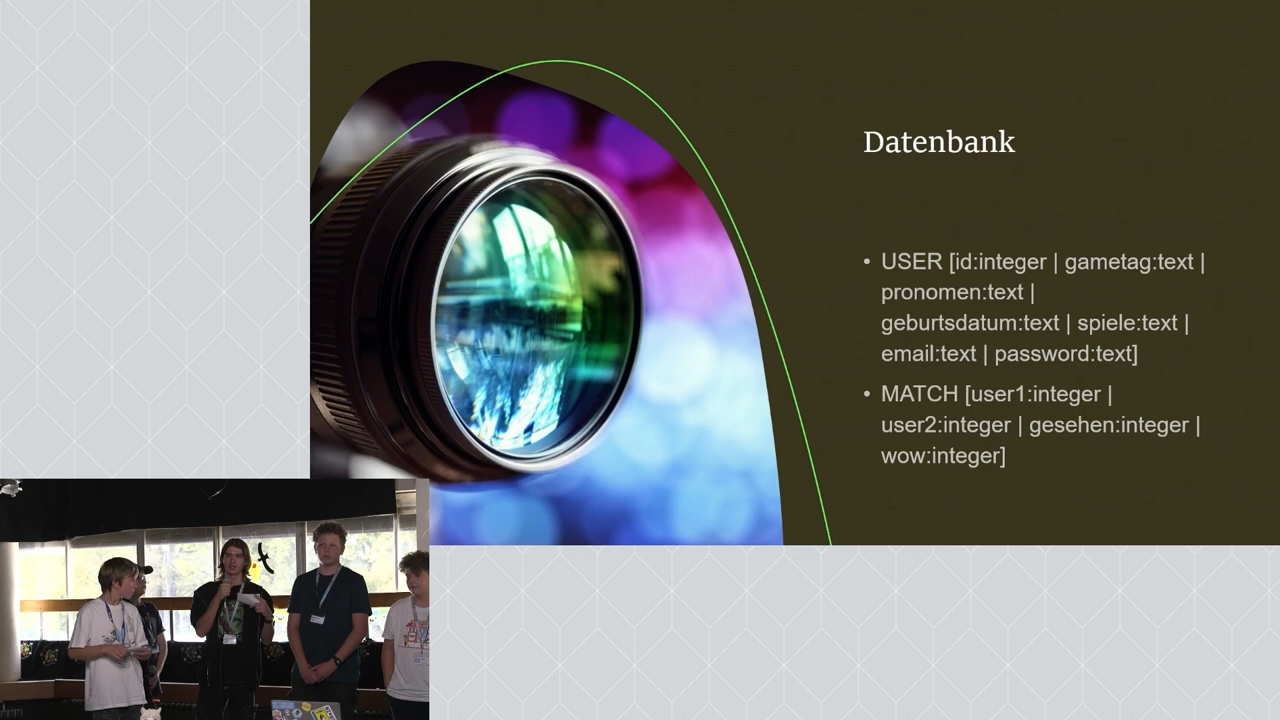 Datenbank
• USER [id:integer | gametag:text |
pronomen:text |
geburtsdatum:text | spiele:text |
email:text | password:text]
• MATCH [user1:integer |
user2:integer | gesehen:integer |
wow:integer]